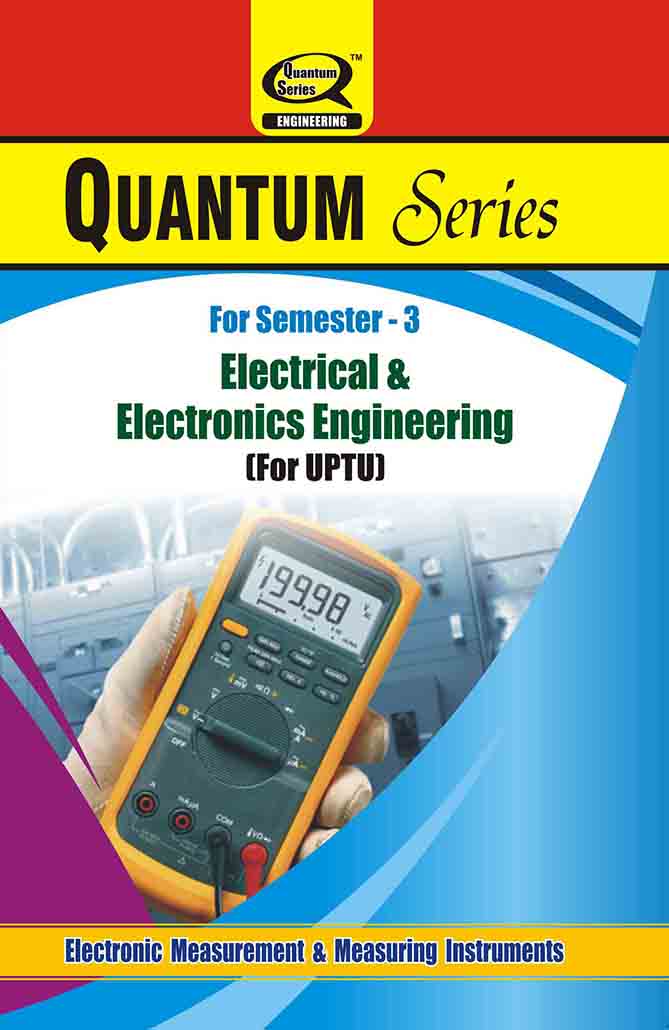 Quantum
Series
TM
ENGINEERING
QUANTUM Series
For Semester - 3
Electrical &
Electronics Engineering
(For UPTU)
199.98
OFF
COM
Electronic Measurement & Measuring Instruments